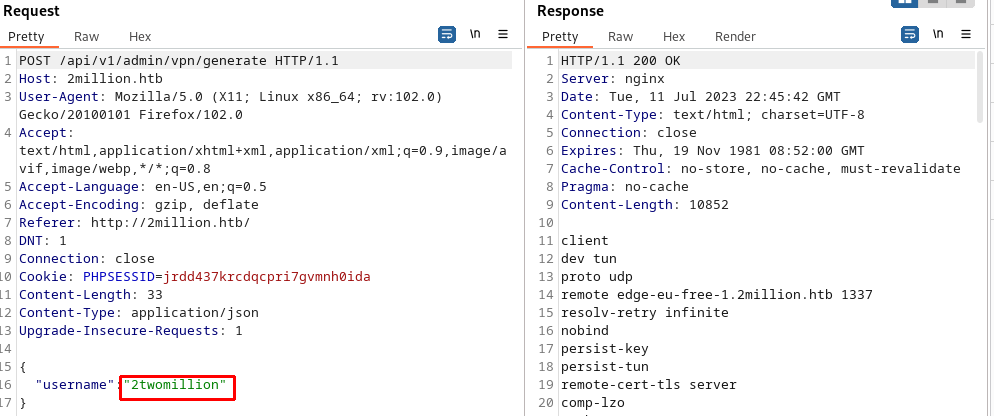 Request
Pretty Raw Hex \n
1 POST /api/v1/admin/vpn/generate HTTP/1.1
2 Host: 2million.htb
3 User-Agent: Mozilla/5.0 (X11; Linux x86_64; rv:102.0)
Gecko/20100101 Firefox/102.0
4 Accept:
text/html,application/xhtml+xml,application/xml;q=0.9,image/a
vif,image/webp,*/*;q=0.8
5 Accept-Language: en-US,en;q=0.5
6 Accept-Encoding: gzip, deflate
7 Referer: http://2million.htb/
8 DNT: 1
9 Connection: close
10 Cookie: PHPSESSID=jrdd437krcdqcpri7gvmnh0ida
11 Content-Length: 33
12 Content-Type: application/json
13 Upgrade-Insecure-Requests: 1
14
15 {
16 "username":"2twomillion"
17 }
Response
Pretty Raw Hex Render \n
1 HTTP/1.1 200 OK
2 Server: nginx
3 Date: Tue, 11 Jul 2023 22:45:42 GMT
4 Content-Type: text/html; charset=UTF-8
5 Connection: close
6 Expires: Thu, 19 Nov 1981 08:52:00 GMT
7 Cache-Control: no-store, no-cache, must-revalidate
8 Pragma: no-cache
9 Content-Length: 10852
10
11 client
12 dev tun
13 proto udp
14 remote edge-eu-free-1.2million.htb 1337
15 resolv-retry infinite
16 nobind
17 persist-key
18 persist-tun
19 remote-cert-tls server
20 comp-lzo